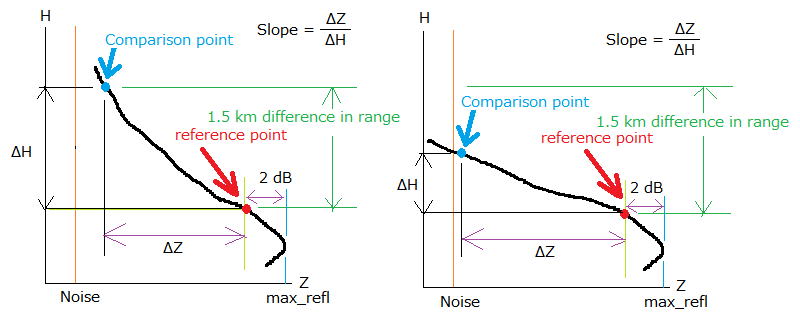 H
Slope = ΔZ
ΔH
Comparison point
1.5 km difference in range
reference point
2 dB
ΔH
ΔZ
Z
Noise
max_refl
H
Slope = ΔZ
ΔH
Comparison point
1.5 km difference in range
reference point
2 dB
ΔH
ΔZ
Z
Noise
max_refl